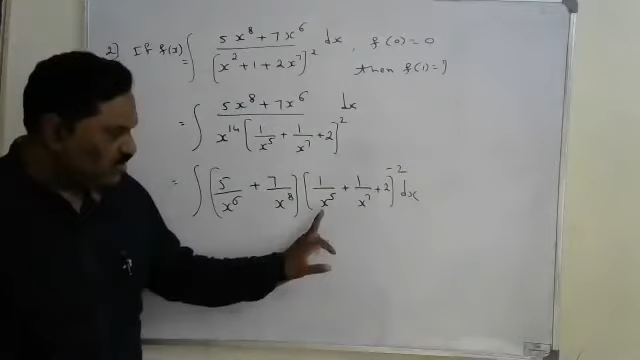 2] If f(x) = ∫ (5x⁸ + 7x⁶) / [x² + 1 + 2x⁷]² dx, f(0) = 0
then f(1) = ?
= ∫ (5x⁸ + 7x⁶) / (x¹⁴ [1/x⁵ + 1/x⁷ + 2]²) dx
= ∫ [5/x⁶ + 7/x⁸] [1/x⁵ + 1/x⁷ + 2]⁻² dx